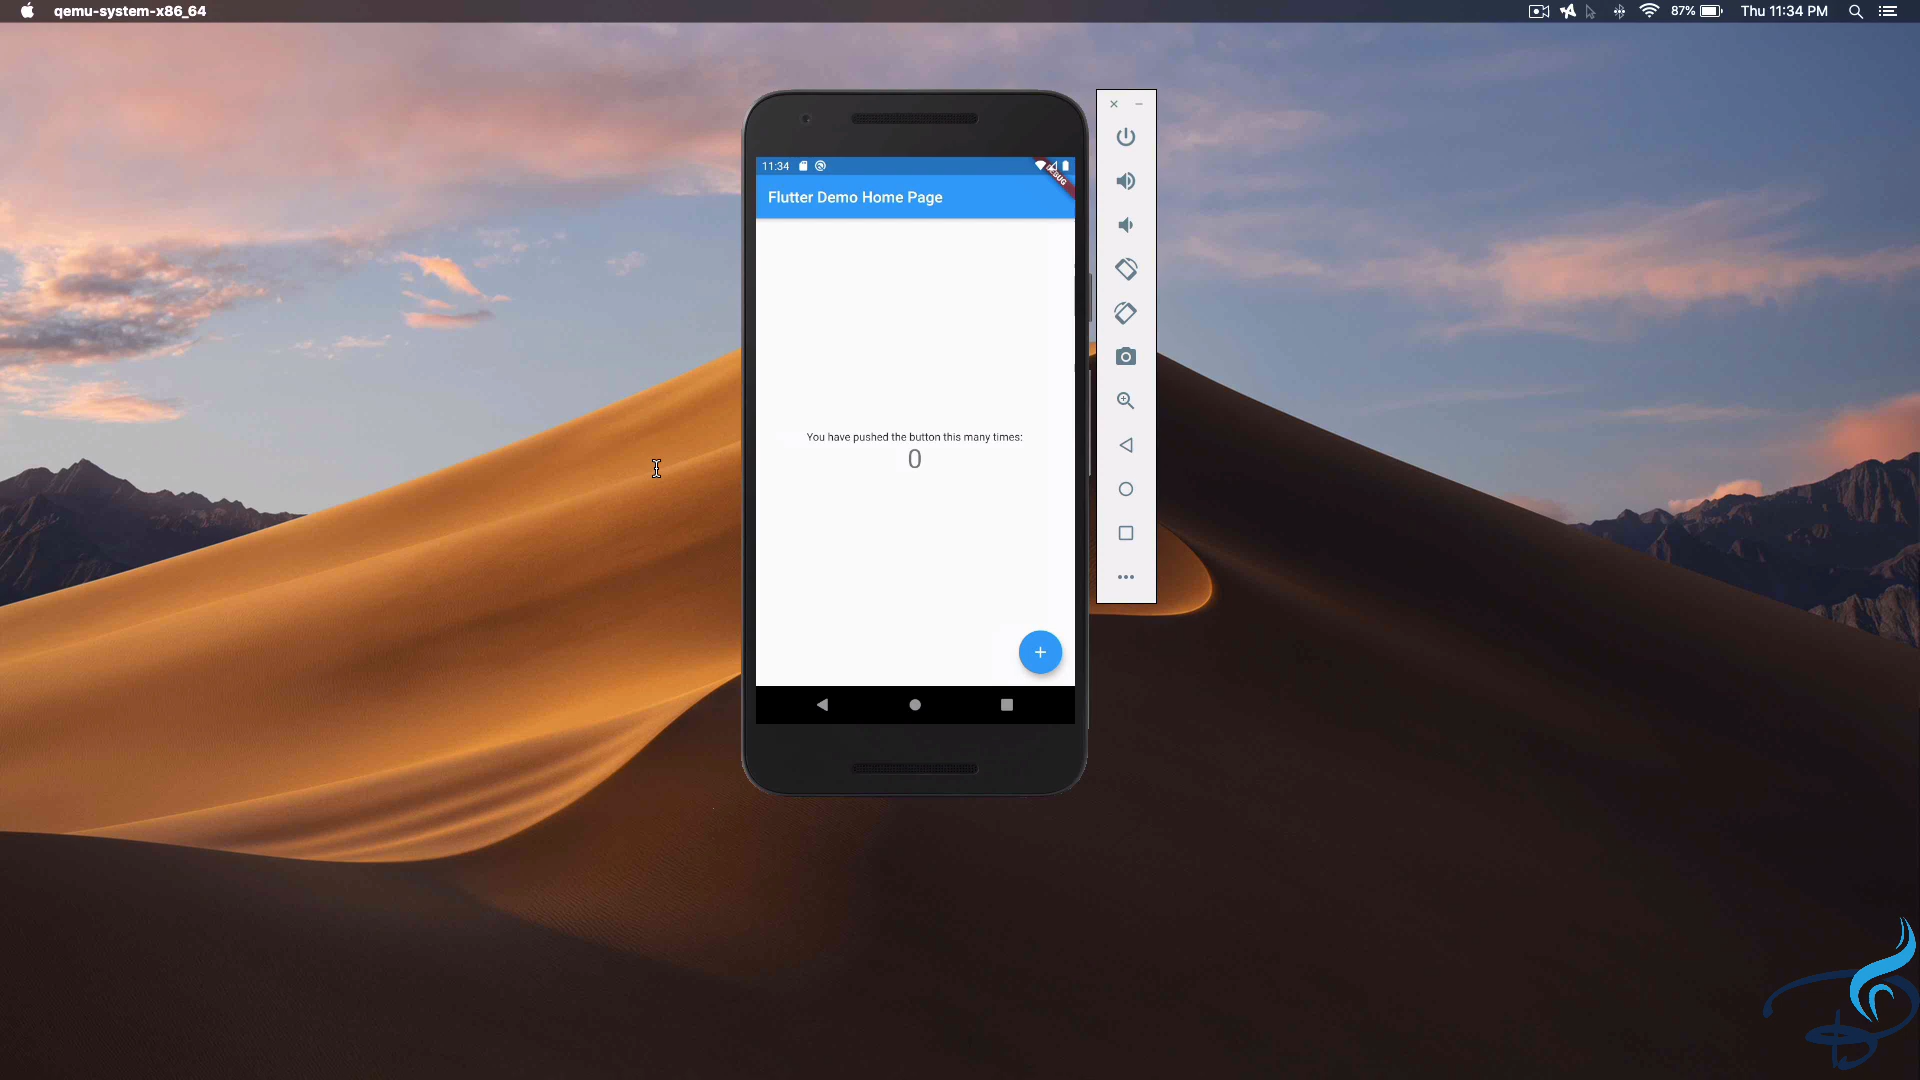 qemu-system-x86_64
87%
Thu 11:34 PM
11:34
DEBUG
Flutter Demo Home Page
You have pushed the button this many times:
0